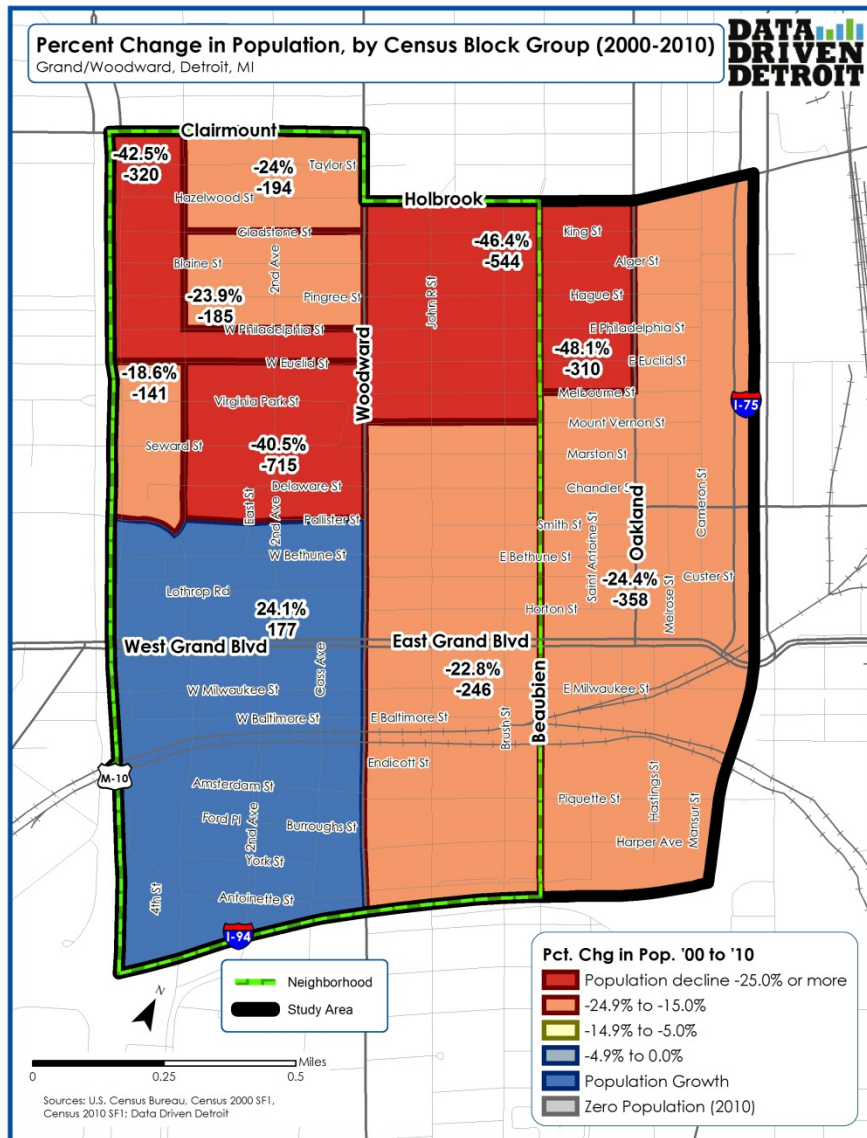 Percent Change in Population, by Census Block Group (2000-2010)
Grand/Woodward, Detroit, MI
DATA
DRIVEN
DETROIT
Clairmount
-42.5%
-320
-24%
-194
Taylor St
Hazelwood St
Holbrook
Gladstone St
-46.4%
-544
King St
Blaine St
2nd Ave
Alger St
-23.9%
-185
Pingree St
John R St
Hague St
W Philadelphia St
E Philadelphia St
-48.1%
-310
W Euclid St
E Euclid St
-18.6%
-141
Woodward
Melbourne St
Virginia Park St
I-75
Mount Vernon St
Seward St
-40.5%
-715
Marston St
Delaware St
Chandler S
East St
2nd Ave
Pallister St
Smith St
Saint Antoine St
Oakland
Cameron St
W Bethune St
E Bethune St
Lothrop Rd
-24.4%
-358
Custer St
24.1%
177
Horton St
Melrose St
West Grand Blvd
East Grand Blvd
Cass Ave
-22.8%
-246
Beaubien
W Milwaukee St
E Milwaukee St
W Baltimore St
E Baltimore St
Brush St
Endicott St
M-10
Amsterdam St
Piquette St
Hastings St
Mansur St
Ford Pl
2nd Ave
Burroughs St
Harper Ave
York St
4th St
Antoinette St
I-94
Neighborhood
Study Area
N
Miles
0
0.25
0.5
Sources: U.S. Census Bureau, Census 2000 SF1,
Census 2010 SF1; Data Driven Detroit
Pct. Chg in Pop. '00 to '10
Population decline -25.0% or more
-24.9% to -15.0%
-14.9% to -5.0%
-4.9% to 0.0%
Population Growth
Zero Population (2010)